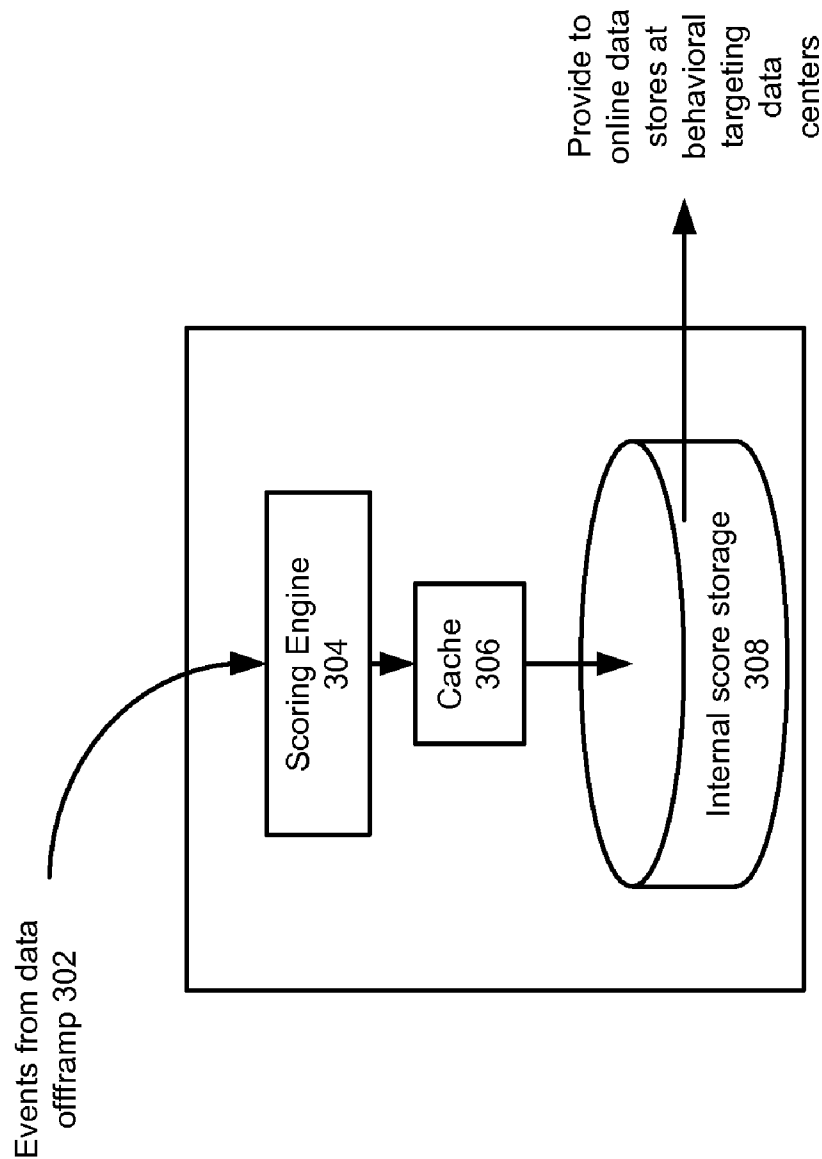 Events from data
offframp 302
Scoring Engine
304
Cache
306
Internal score storage
308
Provide to
online data
stores at
behavioral
targeting
data
centers